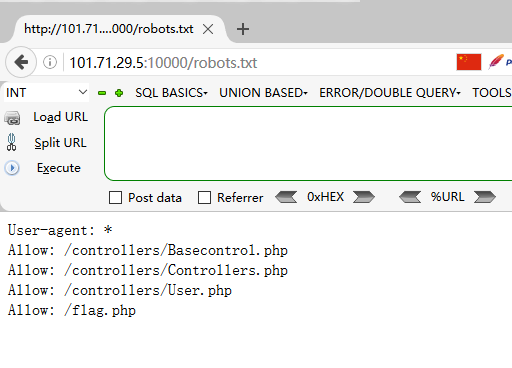 http://101.71....000/robots.txt
101.71.29.5:10000/robots.txt
INT SQL BASICS UNION BASED ERROR/DOUBLE QUERY TOOLS
Load URL
Split URL
Execute
Post data Referrer 0xHEX %URL
User-agent: *
Allow: /controllers/Basecontrol.php
Allow: /controllers/Controllers.php
Allow: /controllers/User.php
Allow: /flag.php